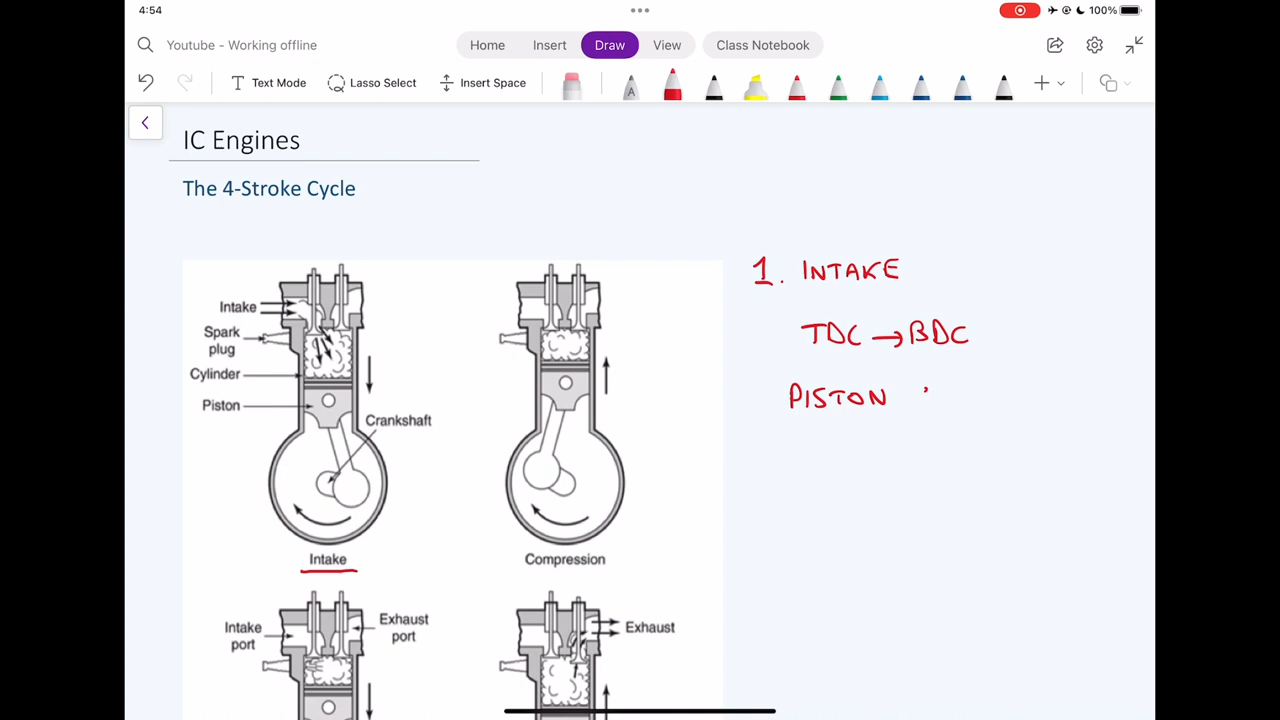 4:54
100%
Youtube - Working offline
Home Insert Draw View Class Notebook
Text Mode Lasso Select Insert Space
A
IC Engines
The 4-Stroke Cycle
Intake
Spark
plug
Cylinder
Piston
Crankshaft
Intake
Compression
Intake
port
Exhaust
port
Exhaust
1. INTAKE
TDC → BDC
PISTON